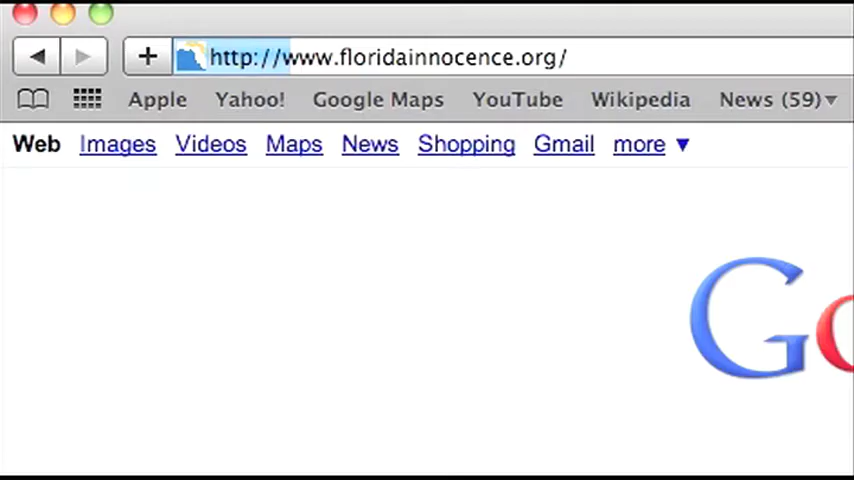 http://www.floridainnocence.org/
Apple Yahoo! Google Maps YouTube Wikipedia News (59)▾
Web Images Videos Maps News Shopping Gmail more ▼
G